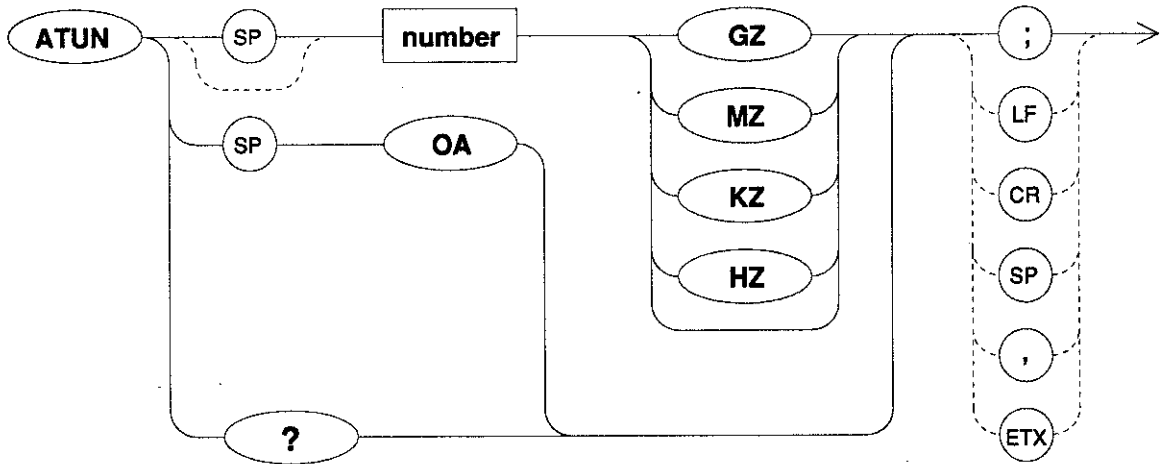 ATUN SP number GZ ;
MZ LF
SP OA
KZ CR
HZ SP
,
? ETX